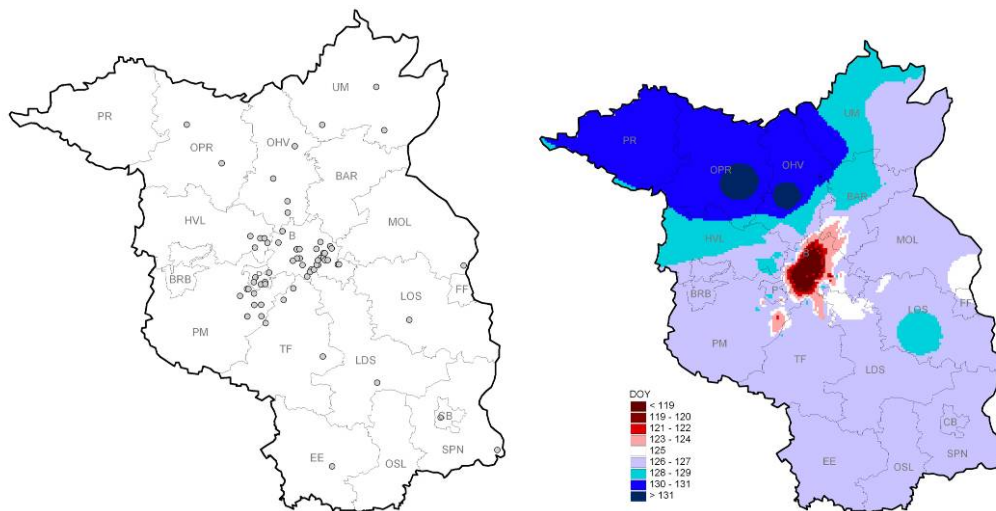 UM
PR
OPR
OHV
BAR
HVL
B
MOL
BRB
P
LOS
FF
PM
TF
LDS
CB
EE
OSL
SPN
UM
PR
OPR
OHV
BAR
HVL
B
MOL
BRB
P
LOS
FF
PM
TF
LDS
CB
EE
OSL
SPN
DOY
< 119
119 - 120
121 - 122
123 - 124
125
126 - 127
128 - 129
130 - 131
> 131